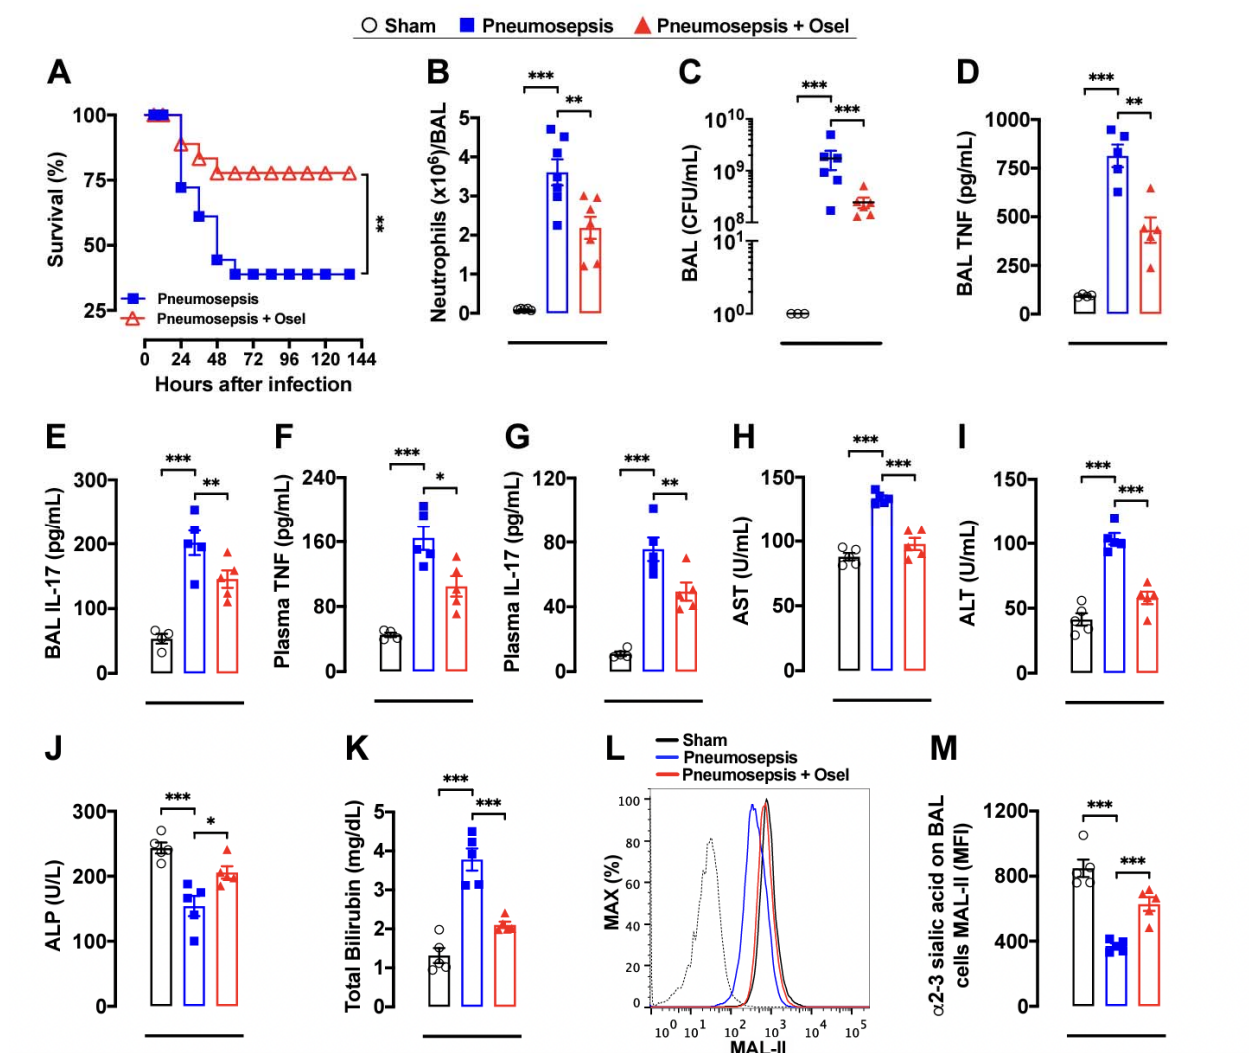 Sham Pneumosepsis Pneumosepsis + Osel
A
Survival (%)
100
75
50
25
**
Pneumosepsis
Pneumosepsis + Osel
0 24 48 72 96 120 144
Hours after infection
B
Neutrophils (x10⁶)/BAL
***
**
5
4
3
2
1
0
C
BAL (CFU/mL)
***
***
10¹⁰
10⁹
10⁸
10¹
10⁰
D
BAL TNF (pg/mL)
***
**
1000
750
500
250
0
E
BAL IL-17 (pg/mL)
***
**
300
200
100
0
F
Plasma TNF (pg/mL)
***
*
240
160
80
0
G
Plasma IL-17 (pg/mL)
***
**
120
80
40
0
H
AST (U/mL)
***
***
150
100
50
0
I
ALT (U/mL)
***
***
150
100
50
0
J
ALP (U/L)
***
*
300
200
100
0
K
Total Bilirubin (mg/dL)
***
***
5
4
3
2
1
0
L
Sham
Pneumosepsis
Pneumosepsis + Osel
MAX (%)
100
80
60
40
20
0
10⁰ 10¹ 10² 10³ 10⁴ 10⁵
MAL-II
M
α2-3 sialic acid on BAL
cells MAL-II (MFI)
***
***
1200
800
400
0